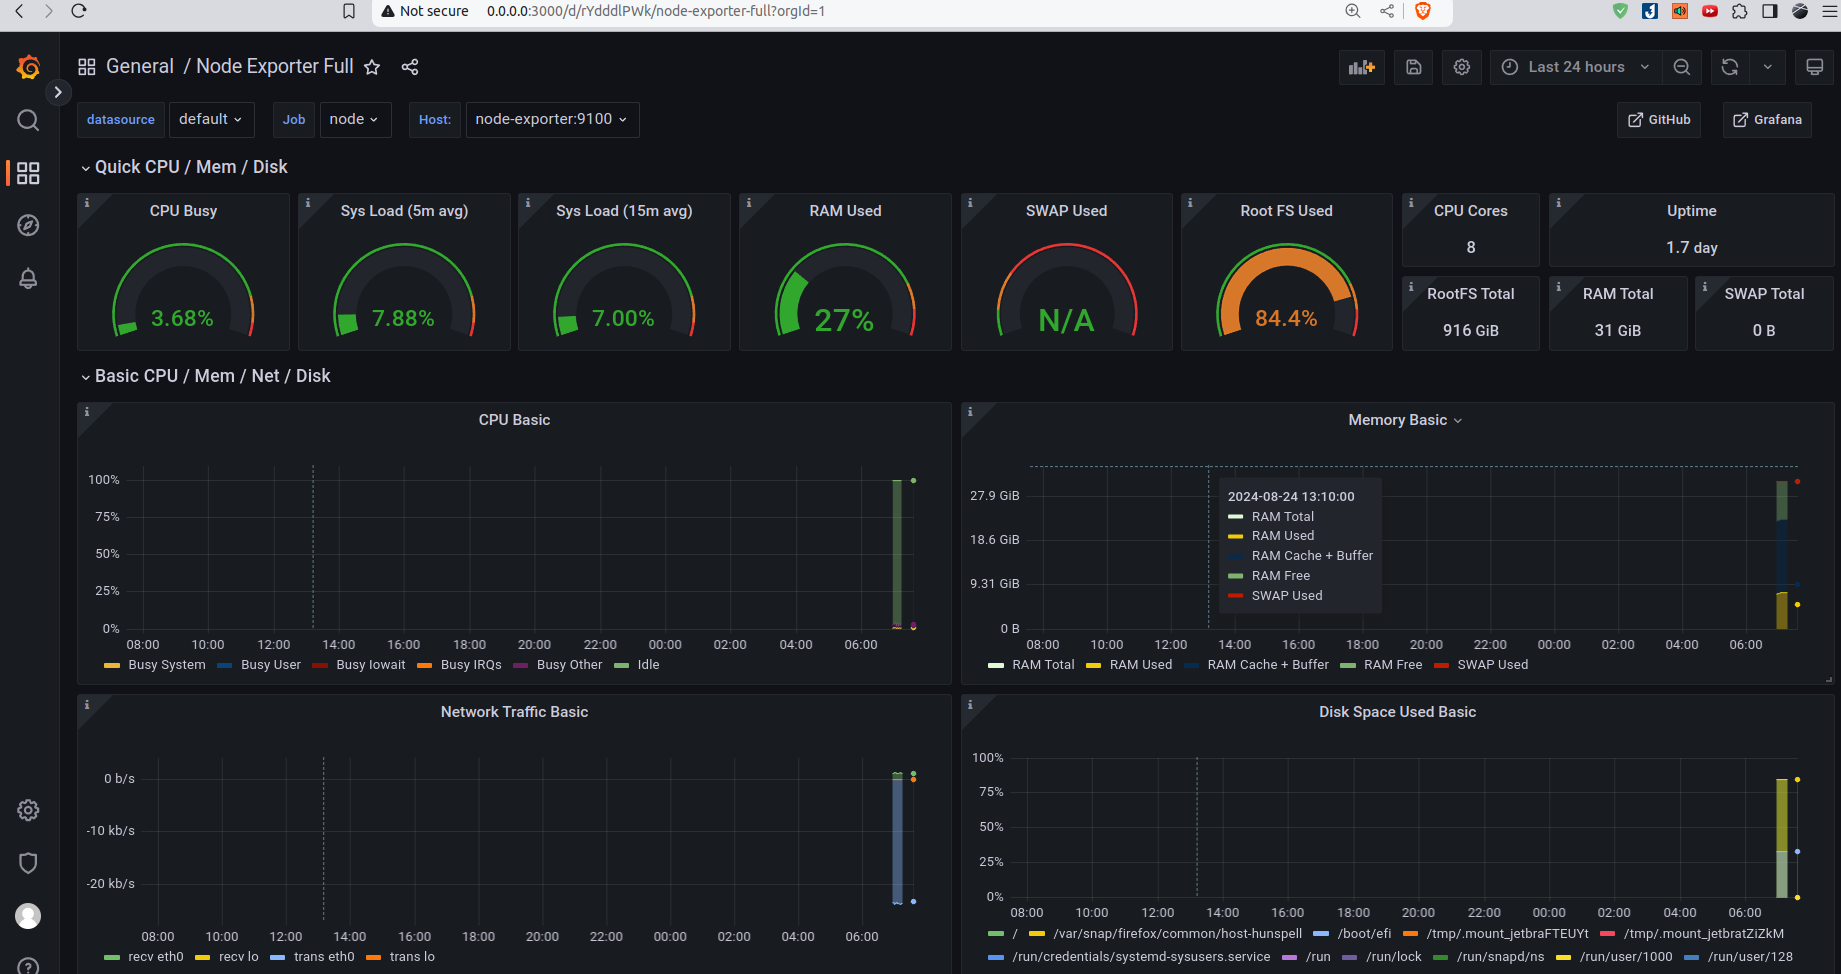 Not secure 0.0.0.0:3000/d/rYdddlPWk/node-exporter-full?orgId=1
General / Node Exporter Full
Last 24 hours
datasource default Job node Host: node-exporter:9100
GitHub Grafana
Quick CPU / Mem / Disk
CPU Busy
3.68%
Sys Load (5m avg)
7.88%
Sys Load (15m avg)
7.00%
RAM Used
27%
SWAP Used
N/A
Root FS Used
84.4%
CPU Cores
8
Uptime
1.7 day
RootFS Total
916 GiB
RAM Total
31 GiB
SWAP Total
0 B
Basic CPU / Mem / Net / Disk
CPU Basic
100%
75%
50%
25%
0%
08:00 10:00 12:00 14:00 16:00 18:00 20:00 22:00 00:00 02:00 04:00 06:00
Busy System Busy User Busy Iowait Busy IRQs Busy Other Idle
Memory Basic
27.9 GiB
18.6 GiB
9.31 GiB
0 B
2024-08-24 13:10:00
RAM Total
RAM Used
RAM Cache + Buffer
RAM Free
SWAP Used
08:00 10:00 12:00 14:00 16:00 18:00 20:00 22:00 00:00 02:00 04:00 06:00
RAM Total RAM Used RAM Cache + Buffer RAM Free SWAP Used
Network Traffic Basic
0 b/s
-10 kb/s
-20 kb/s
08:00 10:00 12:00 14:00 16:00 18:00 20:00 22:00 00:00 02:00 04:00 06:00
recv eth0 recv lo trans eth0 trans lo
Disk Space Used Basic
100%
75%
50%
25%
0%
08:00 10:00 12:00 14:00 16:00 18:00 20:00 22:00 00:00 02:00 04:00 06:00
/ /var/snap/firefox/common/host-hunspell /boot/efi /tmp/.mount_jetbraFTEUYt /tmp/.mount_jetbratZiZkM
/run/credentials/systemd-sysusers.service /run /run/lock /run/snapd/ns /run/user/1000 /run/user/128